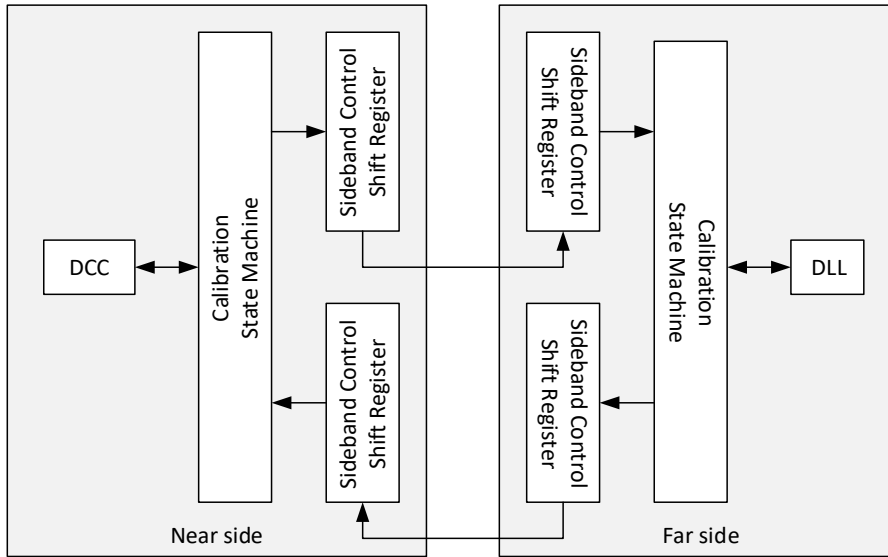 DCC
Calibration
State Machine
Sideband Control
Shift Register
Sideband Control
Shift Register
Near side
Sideband Control
Shift Register
Sideband Control
Shift Register
Calibration
State Machine
DLL
Far side